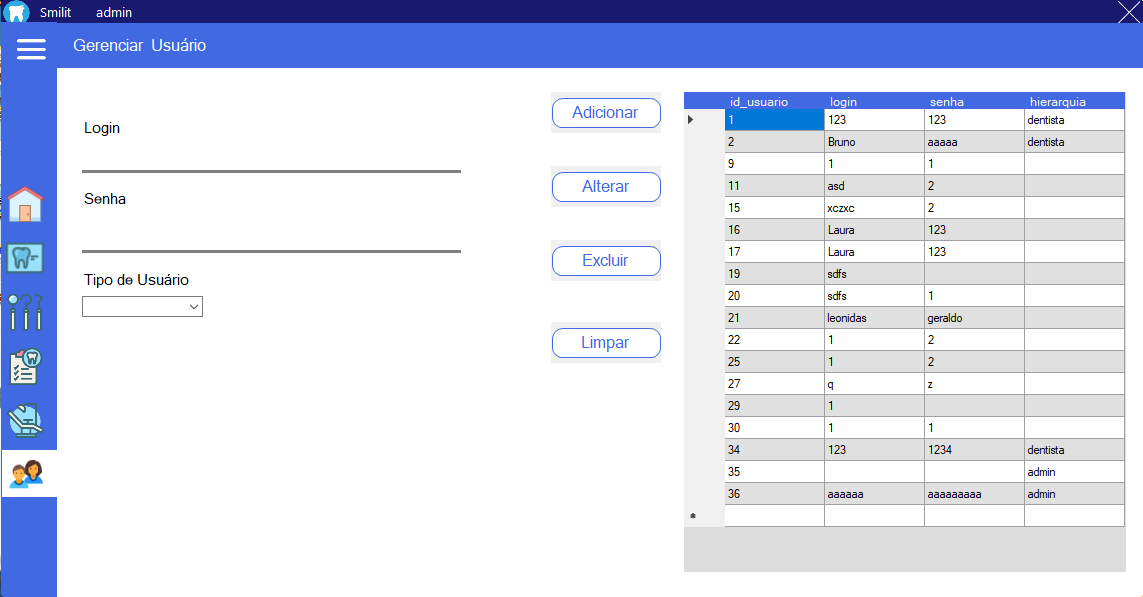 Smilit admin
Gerenciar Usuário
Login
Senha
Tipo de Usuário
Adicionar
Alterar
Excluir
Limpar
id_usuario login senha hierarquia
1 123 123 dentista
2 Bruno aaaaa dentista
9 1 1
11 asd 2
15 xczxc 2
16 Laura 123
17 Laura 123
19 sdfs
20 sdfs 1
21 leonidas geraldo
22 1 2
25 1 2
27 q z
29 1
30 1 1
34 123 1234 dentista
35 admin
36 aaaaaa aaaaaaaaa admin